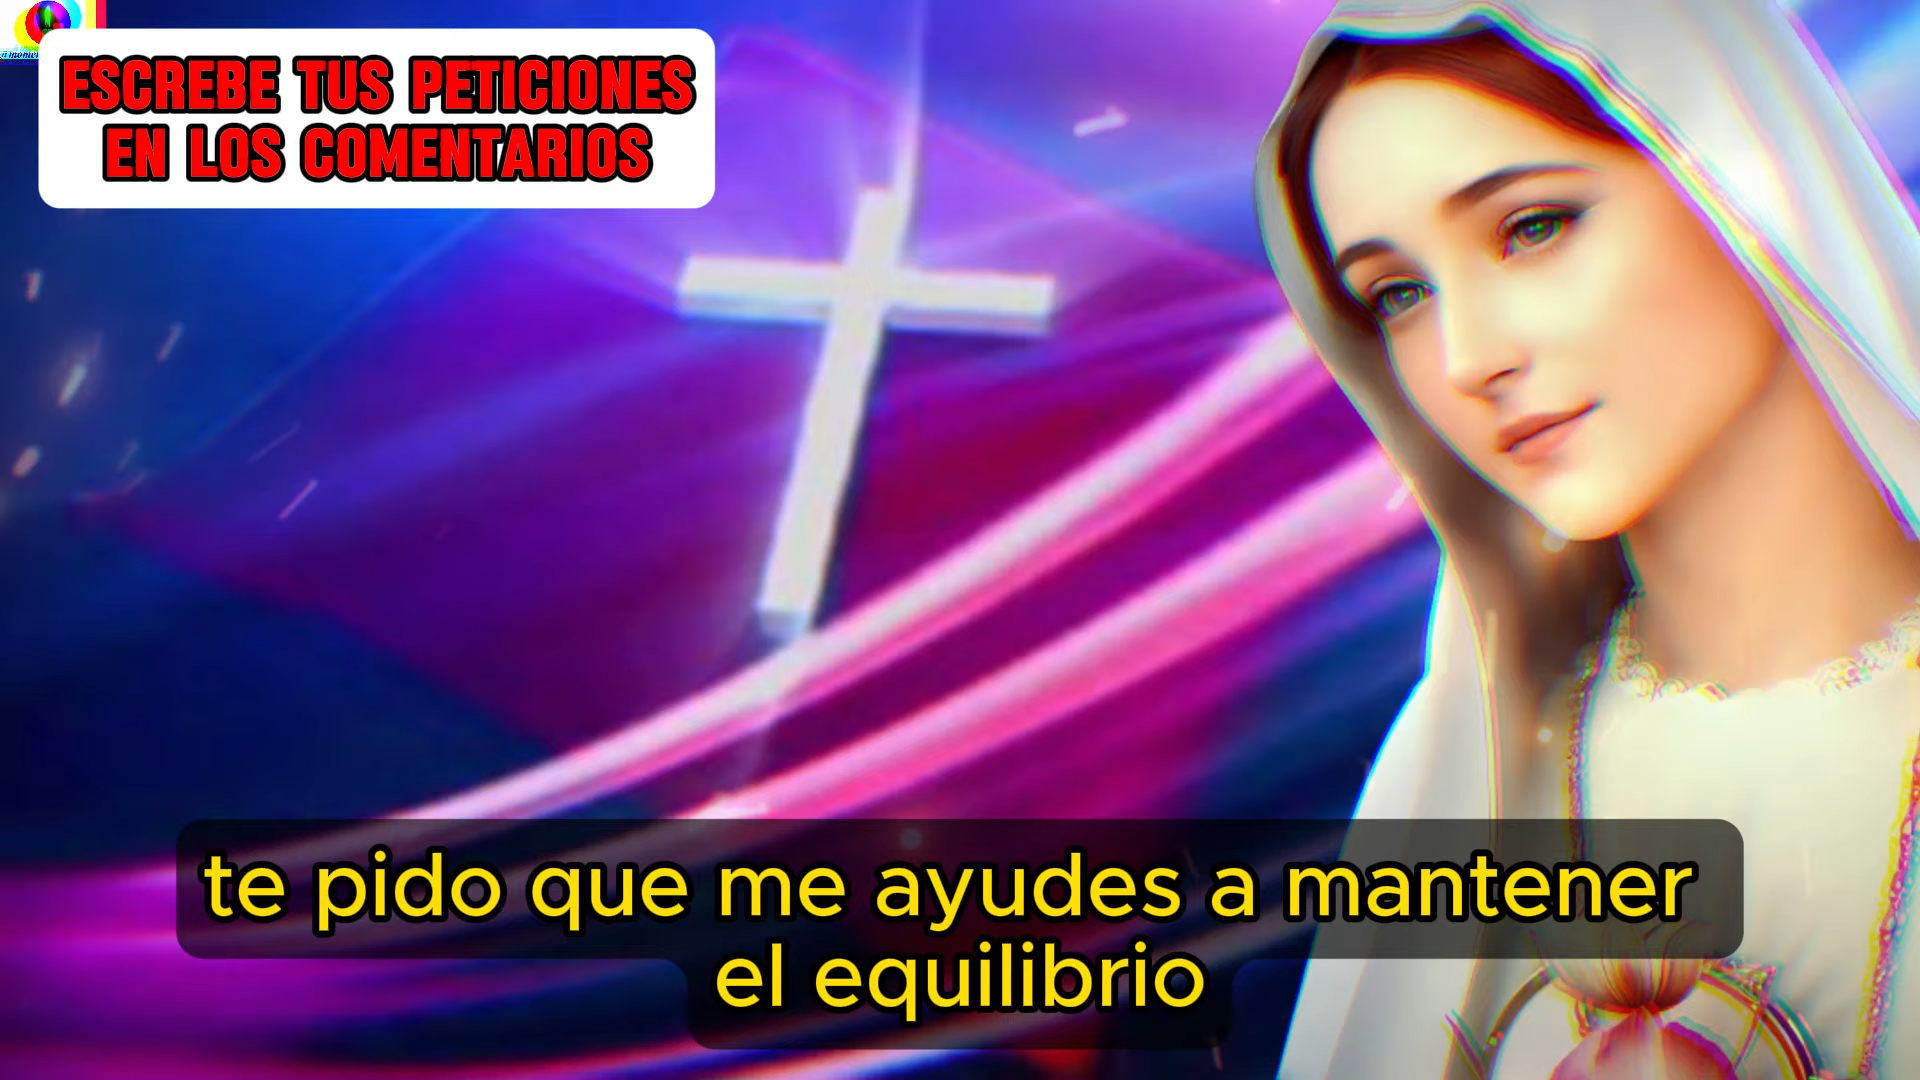 ESCREBE TUS PETICIONES
EN LOS COMENTARIOS
te pido que me ayudes a mantener
el equilibrio